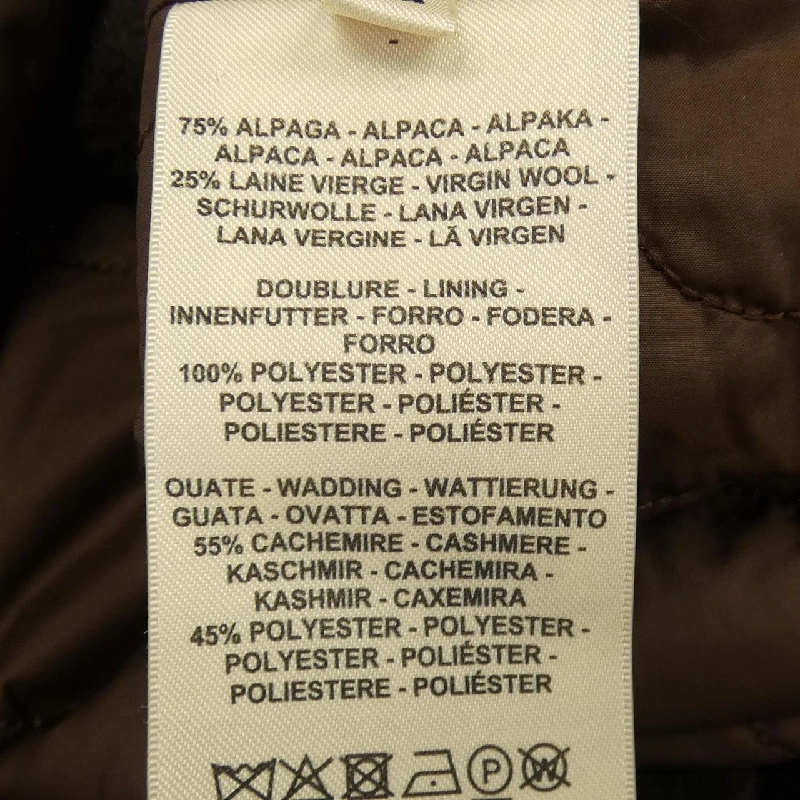 75% ALPAGA - ALPACA - ALPAKA -
ALPACA - ALPACA - ALPACA
25% LAINE VIERGE - VIRGIN WOOL -
SCHURWOLLE - LANA VIRGEN -
LANA VERGINE - LÃ VIRGEN
DOUBLURE - LINING -
INNENFUTTER - FORRO - FODERA -
FORRO
100% POLYESTER - POLYESTER -
POLYESTER - POLIÉSTER -
POLIESTERE - POLIÉSTER
OUATE - WADDING - WATTIERUNG -
GUATA - OVATTA - ESTOFAMENTO
55% CACHEMIRE - CASHMERE -
KASCHMIR - CACHEMIRA -
KASHMIR - CAXEMIRA
45% POLYESTER - POLYESTER -
POLYESTER - POLIÉSTER -
POLIESTERE - POLIÉSTER
P W